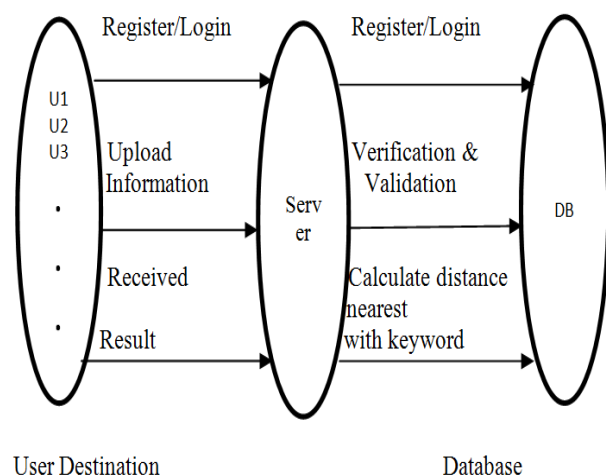 Register/Login
Register/Login
U1
U2
U3
.
.
.
Upload
Information
Verification &
Validation
Serv
er
DB
Received
Result
Calculate distance
nearest
with keyword
User Destination
Database